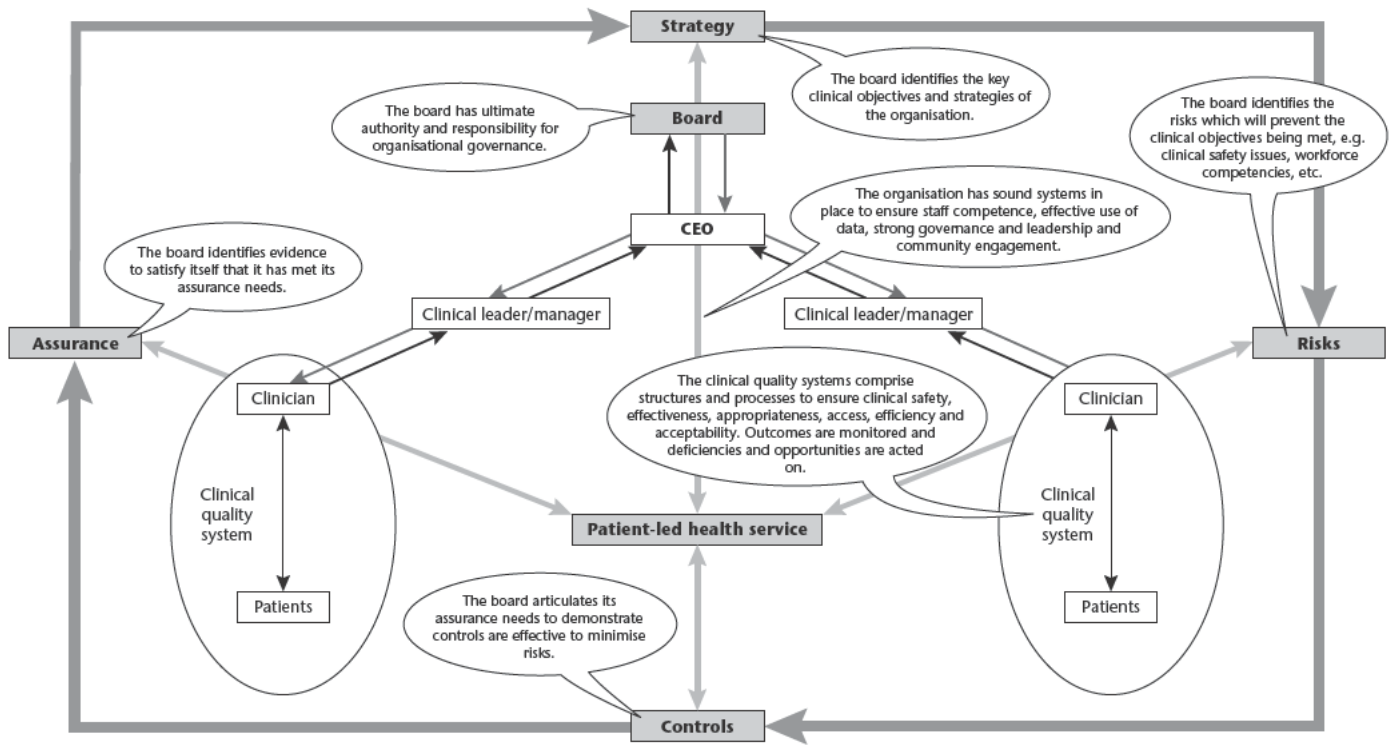 Strategy
The board identifies the key
clinical objectives and strategies of
the organisation.
The board has ultimate
authority and responsibility for
organisational governance.
Board
The board identifies the
risks which will prevent the
clinical objectives being met, e.g.
clinical safety issues, workforce
competencies, etc.
The organisation has sound systems in
place to ensure staff competence, effective use of
data, strong governance and leadership and
community engagement.
CEO
The board identifies evidence
to satisfy itself that it has met its
assurance needs.
Clinical leader/manager
Clinical leader/manager
Assurance
Risks
The clinical quality systems comprise
structures and processes to ensure clinical safety,
effectiveness, appropriateness, access, efficiency and
acceptability. Outcomes are monitored and
deficiencies and opportunities are acted
on.
Clinician
Clinician
Clinical
quality
system
Clinical
quality
system
Patient-led health service
Patients
Patients
The board articulates its
assurance needs to demonstrate
controls are effective to minimise
risks.
Controls